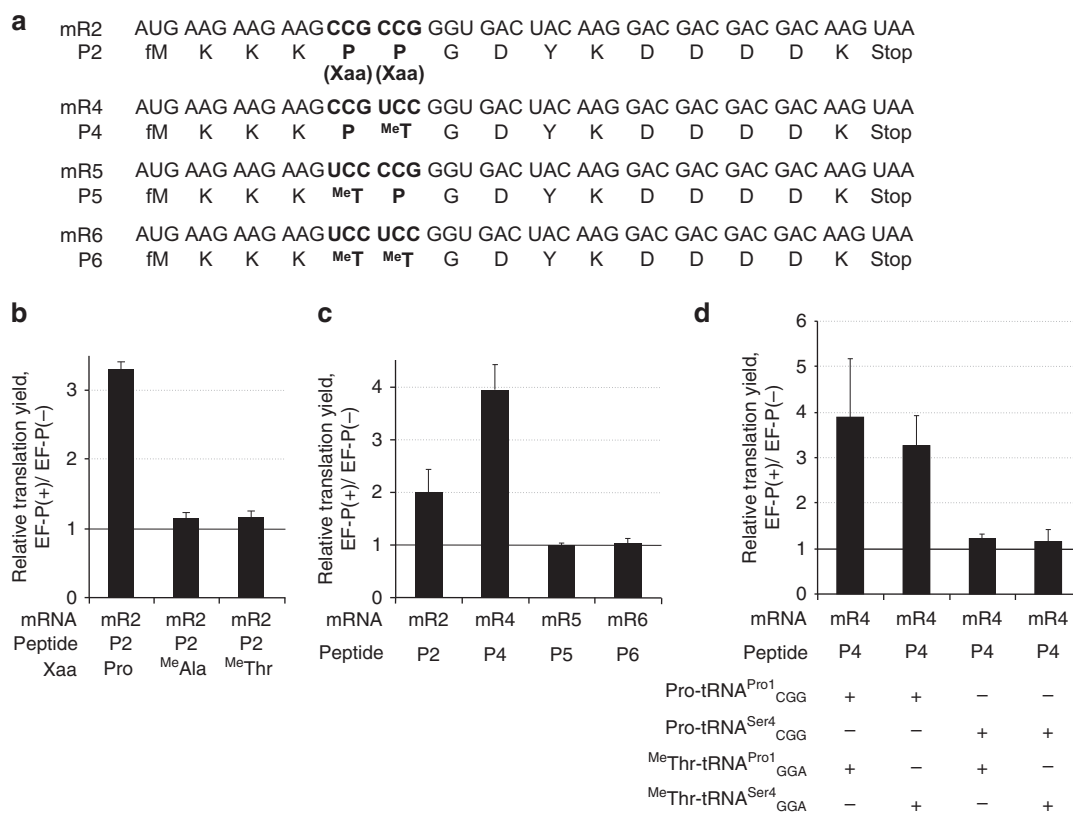 a
mR2 AUG AAG AAG AAG CCG CCG GGU GAC UAC AAG GAC GAC GAC GAC AAG UAA
P2 fM K K K P P G D Y K D D D D K Stop
(Xaa) (Xaa)
mR4 AUG AAG AAG AAG CCG UCC GGU GAC UAC AAG GAC GAC GAC GAC AAG UAA
P4 fM K K K P MeT G D Y K D D D D K Stop
mR5 AUG AAG AAG AAG UCC CCG GGU GAC UAC AAG GAC GAC GAC GAC AAG UAA
P5 fM K K K MeT P G D Y K D D D D K Stop
mR6 AUG AAG AAG AAG UCC UCC GGU GAC UAC AAG GAC GAC GAC GAC AAG UAA
P6 fM K K K MeT MeT G D Y K D D D D K Stop
b
Relative translation yield,
EF-P(+)/ EF-P(−)
3
2
1
0
mRNA mR2 mR2 mR2
Peptide P2 P2 P2
Xaa Pro MeAla MeThr
c
Relative translation yield,
EF-P(+)/ EF-P(−)
4
3
2
1
0
mRNA mR2 mR4 mR5 mR6
Peptide P2 P4 P5 P6
d
Relative translation yield,
EF-P(+)/ EF-P(−)
6
5
4
3
2
1
0
mRNA mR4 mR4 mR4 mR4
Peptide P4 P4 P4 P4
Pro-tRNAPro1CGG + + − −
Pro-tRNASer4CGG − − + +
MeThr-tRNAPro1GGA + − + −
MeThr-tRNASer4GGA − + − +